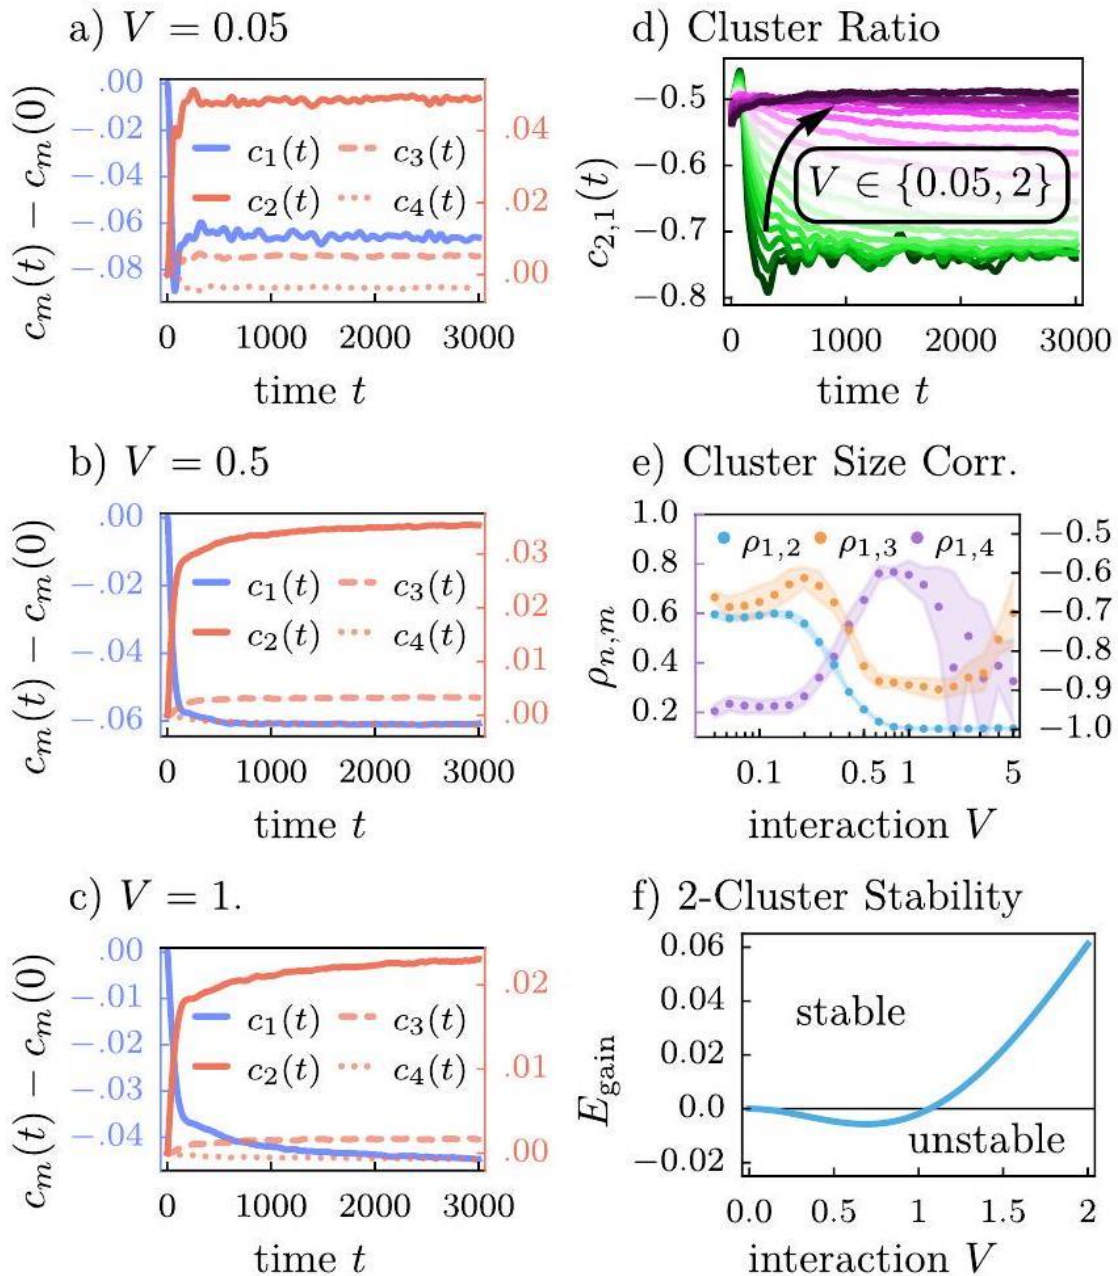 a) V = 0.05
c_m(t) − c_m(0)
.00
−.02
−.04
−.06
−.08
c_1(t) c_3(t)
c_2(t) c_4(t)
.04
.02
.00
0 1000 2000 3000
time t
d) Cluster Ratio
c_{2,1}(t)
−0.5
−0.6
−0.7
−0.8
V ∈ {0.05, 2}
0 1000 2000 3000
time t
b) V = 0.5
c_m(t) − c_m(0)
.00
−.02
−.04
−.06
c_1(t) c_3(t)
c_2(t) c_4(t)
.03
.00
0 1000 2000 3000
time t
e) Cluster Size Corr.
ρ_{n,m}
1.0
0.8
0.6
0.4
0.2
ρ_{1,2} ρ_{1,3} ρ_{1,4}
−0.5
−0.6
−0.7
−0.8
−0.9
−1.0
0.1 0.5 1 5
interaction V
c) V = 1.
c_m(t) − c_m(0)
.00
−.01
−.02
−.03
−.04
c_1(t) c_3(t)
c_2(t) c_4(t)
.02
.01
.00
0 1000 2000 3000
time t
f) 2-Cluster Stability
E_gain
0.06
0.04
0.02
0.0
−0.02
stable
unstable
0.0 0.5 1 1.5 2
interaction V